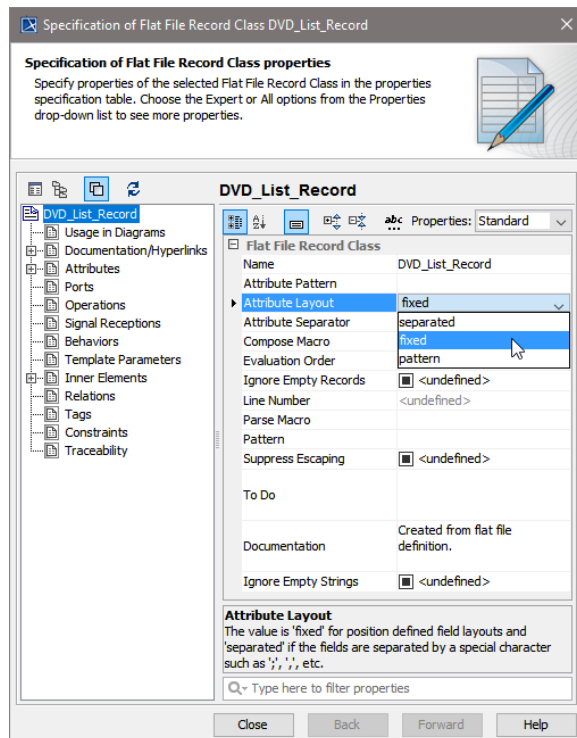 Specification of Flat File Record Class DVD_List_Record
Specification of Flat File Record Class properties
Specify properties of the selected Flat File Record Class in the properties
specification table. Choose the Expert or All options from the Properties
drop-down list to see more properties.
DVD_List_Record
Usage in Diagrams
Documentation/Hyperlinks
Attributes
Ports
Operations
Signal Receptions
Behaviors
Template Parameters
Inner Elements
Relations
Tags
Constraints
Traceability
DVD_List_Record
abc Properties: Standard
Flat File Record Class
Name DVD_List_Record
Attribute Pattern
Attribute Layout fixed
Attribute Separator separated
Compose Macro fixed
Evaluation Order pattern
Ignore Empty Records <undefined>
Line Number <undefined>
Parse Macro
Pattern
Suppress Escaping <undefined>
To Do
Documentation Created from flat file
definition.
Ignore Empty Strings <undefined>
Attribute Layout
The value is 'fixed' for position defined field layouts and
'separated' if the fields are separated by a special character
such as ';', ',', etc.
Type here to filter properties
Close Back Forward Help